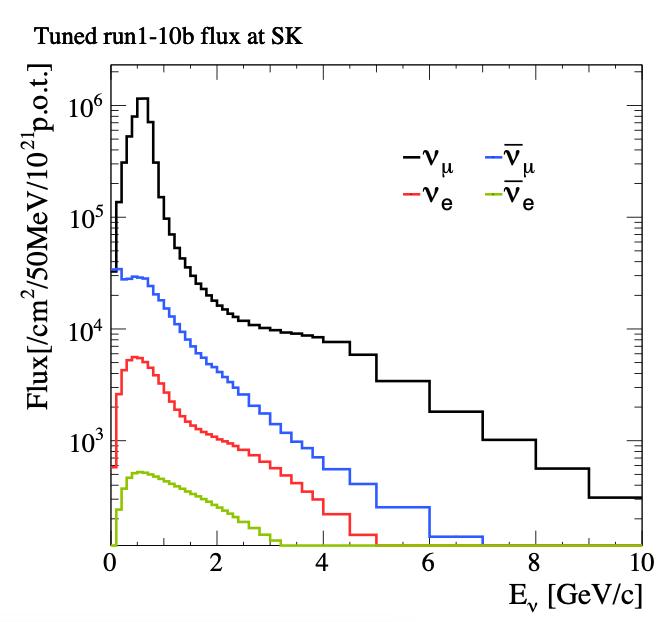 Tuned run1-10b flux at SK
Flux[/cm²/50MeV/10²¹p.o.t.]
10⁶
10⁵
10⁴
10³
ν_μ ν̅_μ
ν_e ν̅_e
0 2 4 6 8 10
E_ν [GeV/c]